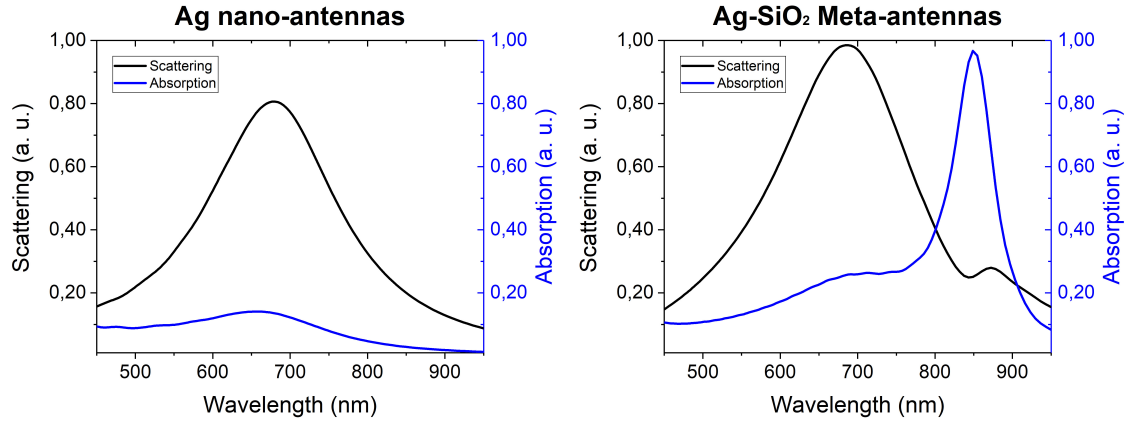 Ag nano-antennas
1,00
0,80
0,60
0,40
0,20
Scattering (a. u.)
Scattering
Absorption
1,00
0,80
0,60
0,40
0,20
Absorption (a. u.)
500 600 700 800 900
Wavelength (nm)
Ag-SiO₂ Meta-antennas
1,00
0,80
0,60
0,40
0,20
Scattering (a. u.)
Scattering
Absorption
1,00
0,80
0,60
0,40
0,20
Absorption (a. u.)
500 600 700 800 900
Wavelength (nm)